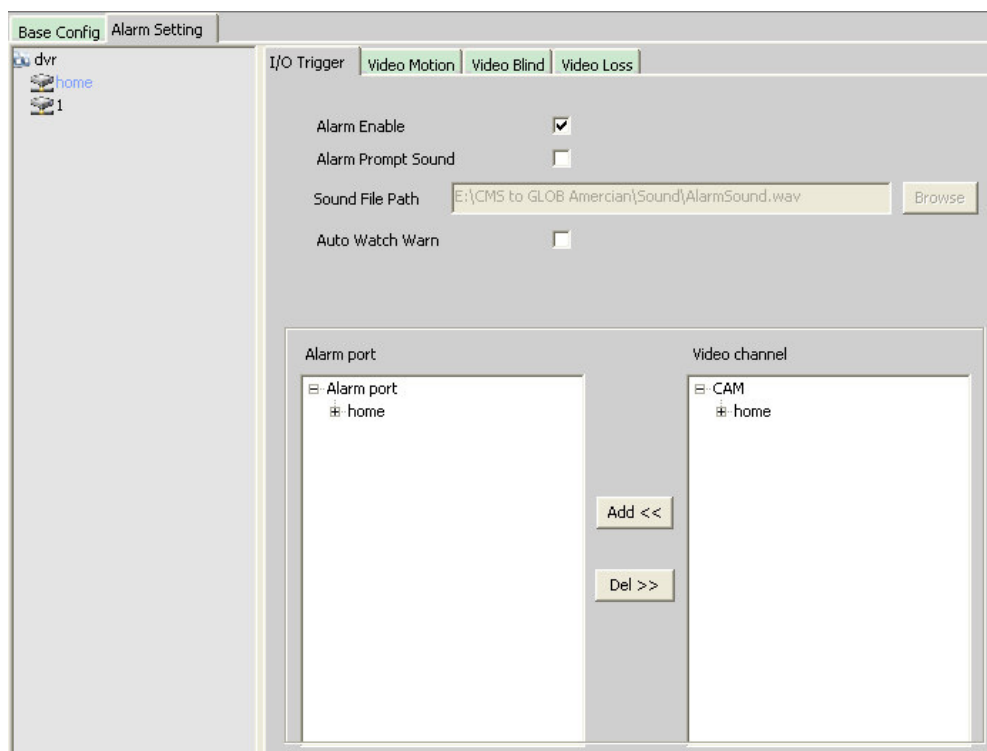 Base Config Alarm Setting
dvr
home
1
I/O Trigger Video Motion Video Blind Video Loss
Alarm Enable
Alarm Prompt Sound
Sound File Path E:\CMS to GLOB Amercian\Sound\AlarmSound.wav Browse
Auto Watch Warn
Alarm port Video channel
Alarm port CAM
home home
Add <<
Del >>